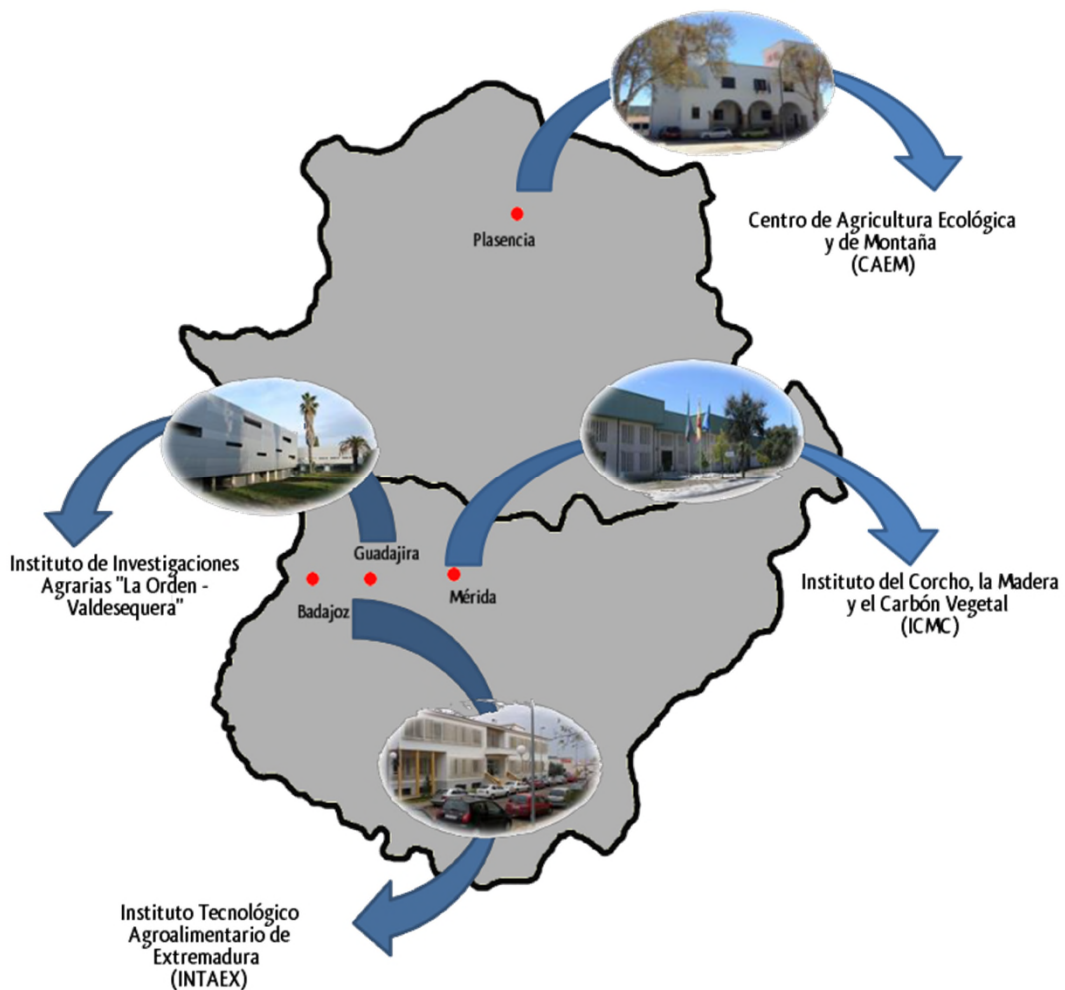 Plasencia
Centro de Agricultura Ecológica
y de Montaña
(CAEM)
Guadajira
Badajoz
Mérida
Instituto de Investigaciones
Agrarias "La Orden -
Valdesequera"
Instituto del Corcho, la Madera
y el Carbón Vegetal
(ICMC)
Instituto Tecnológico
Agroalimentario de
Extremadura
(INTAEX)